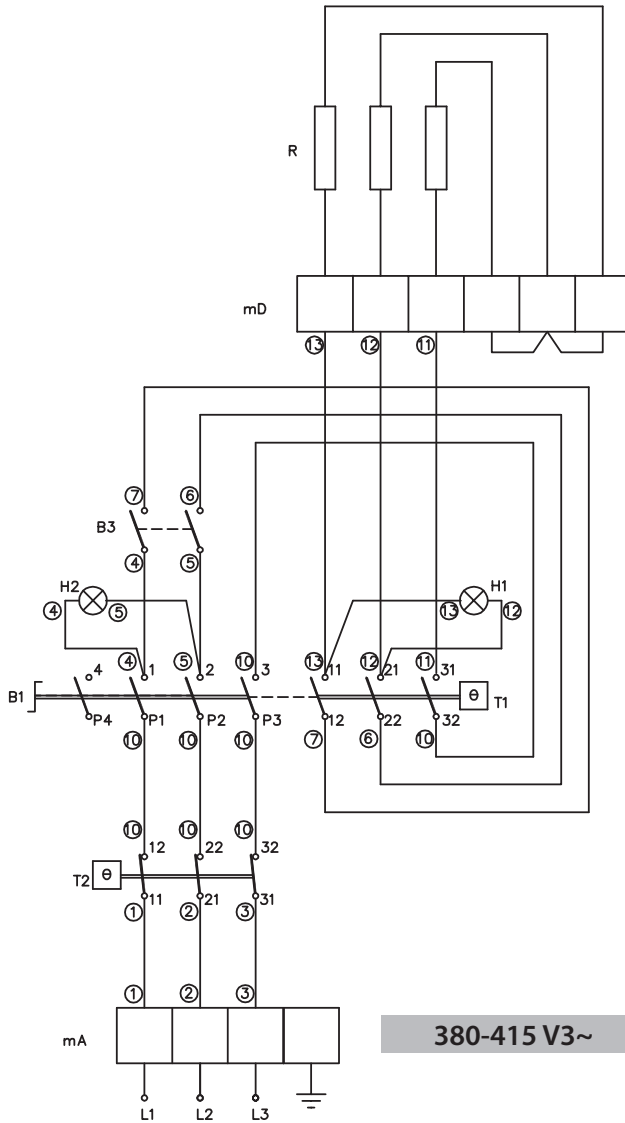 R
mD
13 12 11
7 6
B3
4 5
H2 H1
4 5 13 12
4 1 5 2 10 3 13 11 12 21 11 31
4
B1 T1 θ
P4 P1 P2 P3 12 22 32
10 10 10 7 6 10
10 10 10
12 22 32
T2 θ
11 21 31
1 2 3
1 2 3
mA
380-415 V3~
L1 L2 L3